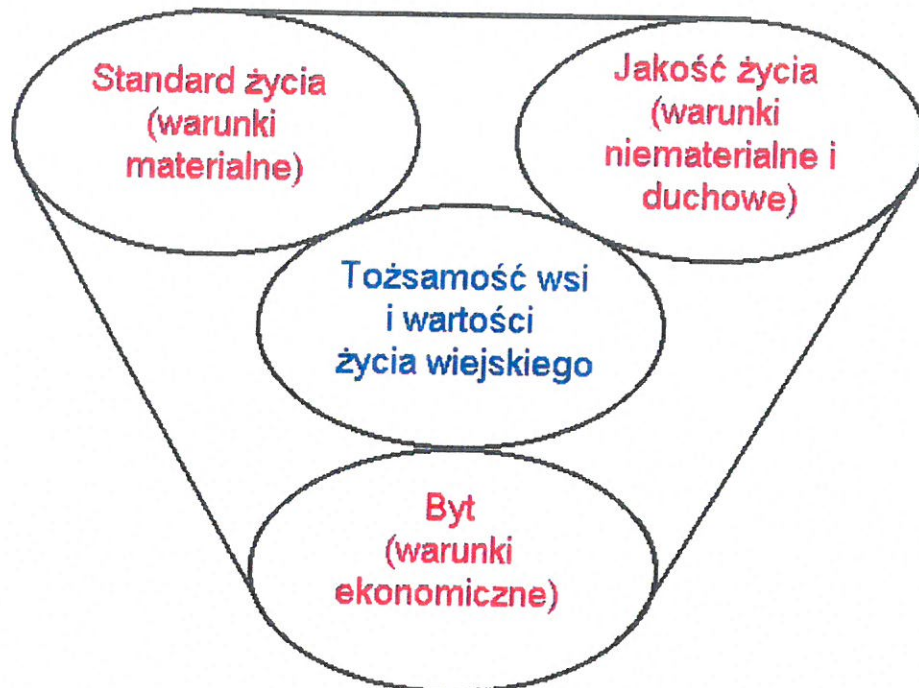 Standard życia
(warunki
materialne)
Jakość życia
(warunki
niematerialne i
duchowe)
Tożsamość wsi
i wartości
życia wiejskiego
Byt
(warunki
ekonomiczne)